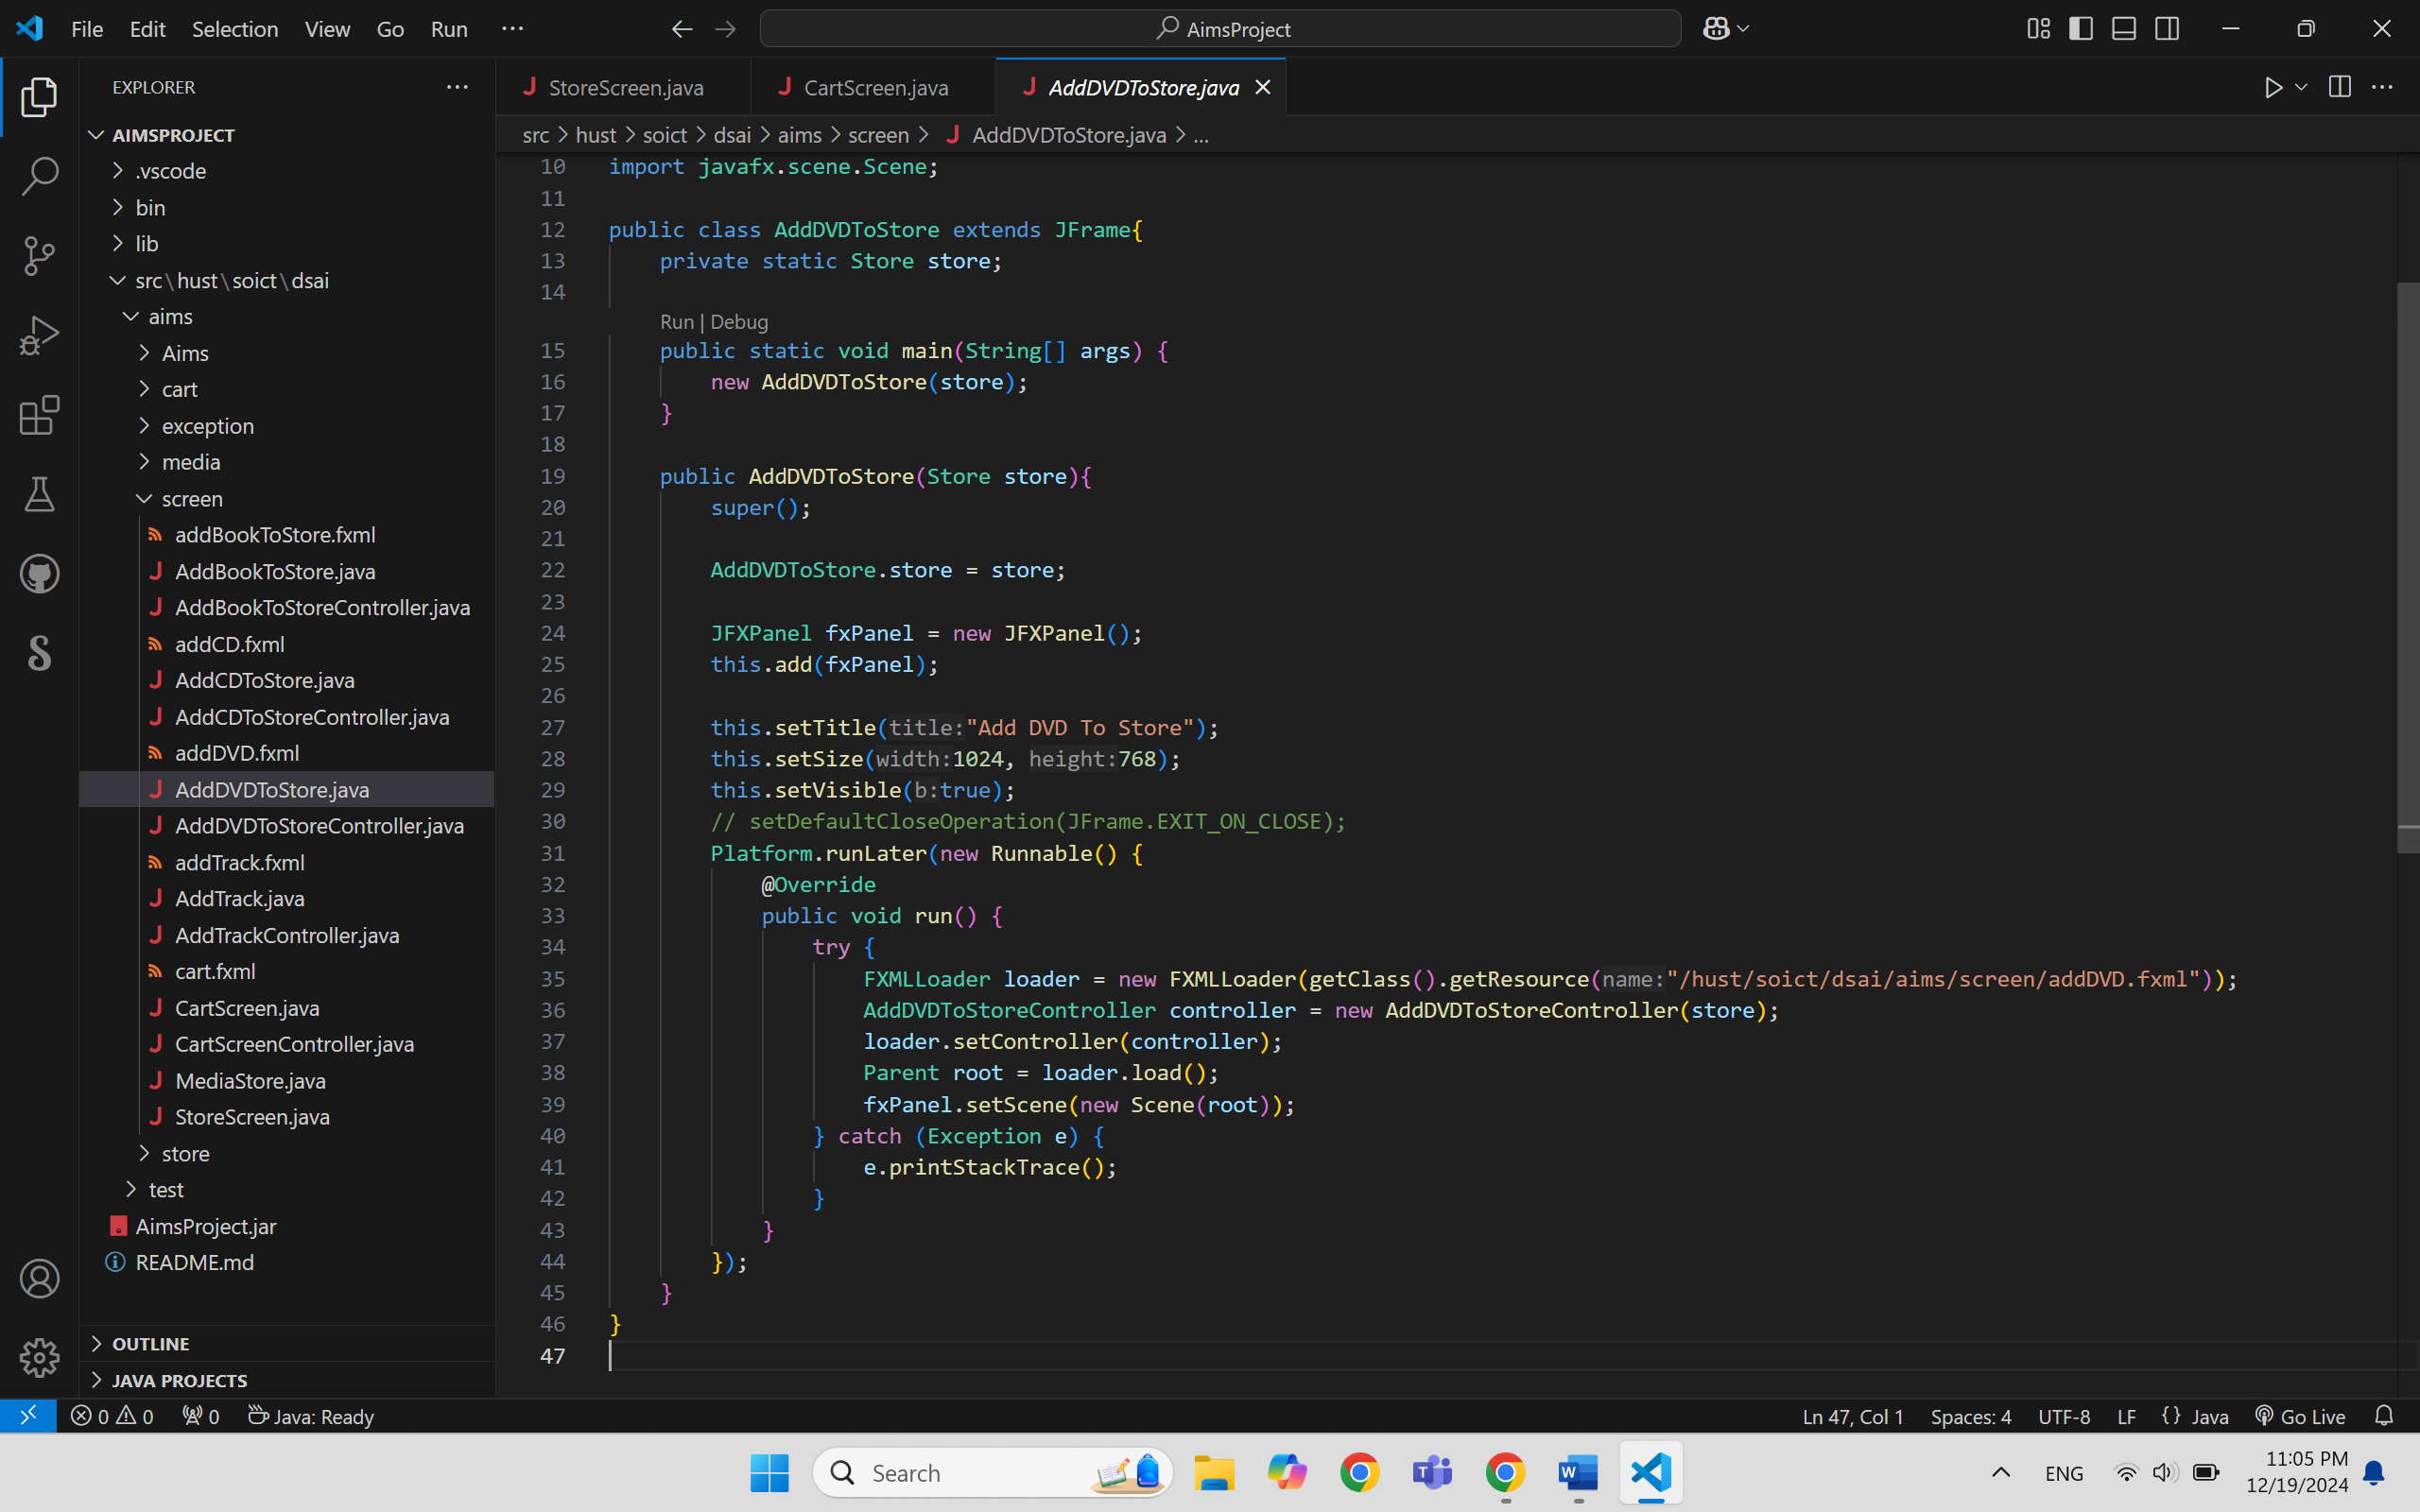 File Edit Selection View Go Run ··· AimsProject
EXPLORER ···
StoreScreen.java CartScreen.java AddDVDToStore.java
src > hust > soict > dsai > aims > screen > AddDVDToStore.java > ...
AIMSPROJECT
.vscode
bin
lib
src\hust\soict\dsai
aims
Aims
cart
exception
media
screen
addBookToStore.fxml
AddBookToStore.java
AddBookToStoreController.java
addCD.fxml
AddCDToStore.java
AddCDToStoreController.java
addDVD.fxml
AddDVDToStore.java
AddDVDToStoreController.java
addTrack.fxml
AddTrack.java
AddTrackController.java
cart.fxml
CartScreen.java
CartScreenController.java
MediaStore.java
StoreScreen.java
store
test
AimsProject.jar
README.md
OUTLINE
JAVA PROJECTS
10 import javafx.scene.Scene;
11
12 public class AddDVDToStore extends JFrame{
13     private static Store store;
14
Run | Debug
15     public static void main(String[] args) {
16         new AddDVDToStore(store);
17     }
18
19     public AddDVDToStore(Store store){
20         super();
21
22         AddDVDToStore.store = store;
23
24         JFXPanel fxPanel = new JFXPanel();
25         this.add(fxPanel);
26
27         this.setTitle(title:"Add DVD To Store");
28         this.setSize(width:1024, height:768);
29         this.setVisible(b:true);
30         // setDefaultCloseOperation(JFrame.EXIT_ON_CLOSE);
31         Platform.runLater(new Runnable() {
32             @Override
33             public void run() {
34                 try {
35                     FXMLLoader loader = new FXMLLoader(getClass().getResource(name:"/hust/soict/dsai/aims/screen/addDVD.fxml"));
36                     AddDVDToStoreController controller = new AddDVDToStoreController(store);
37                     loader.setController(controller);
38                     Parent root = loader.load();
39                     fxPanel.setScene(new Scene(root));
40                 } catch (Exception e) {
41                     e.printStackTrace();
42                 }
43             }
44         });
45     }
46 }
47
0 0 0 Java: Ready Ln 47, Col 1 Spaces: 4 UTF-8 LF {} Java Go Live
Search ENG 11:05 PM
12/19/2024